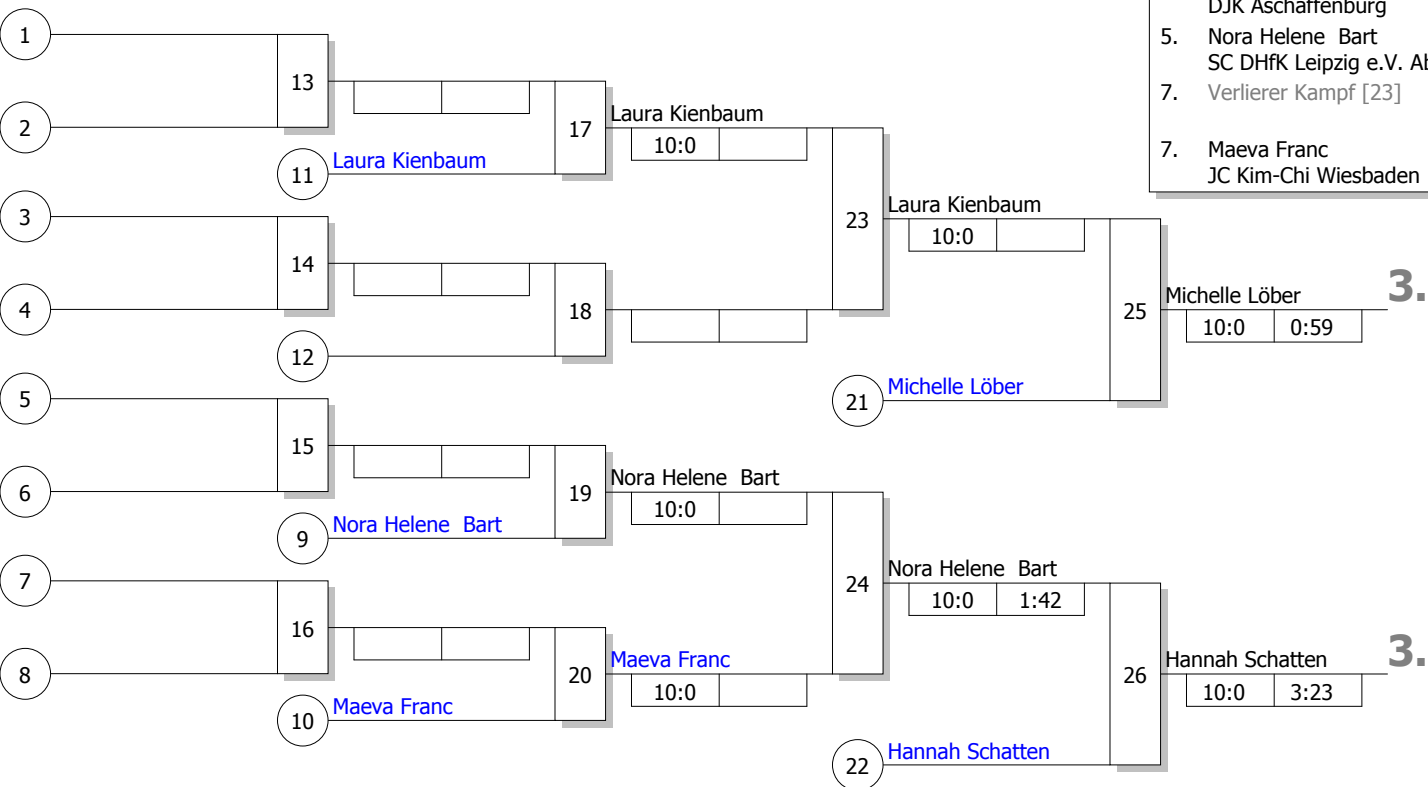 DJK Aschaffenburg
5. Nora Helene Bart
SC DHfK Leipzig e.V.
7. Verlierer Kampf [23]
7. Maeva Franc
JC Kim-Chi Wiesbaden
1
2
13
17
Laura Kienbaum
10:0
11
Laura Kienbaum
3
4
14
18
12
23
Laura Kienbaum
10:0
25
Michelle Löber
10:0 0:59
3.
21
Michelle Löber
5
6
15
19
Nora Helene Bart
10:0
9
Nora Helene Bart
7
8
16
20
Maeva Franc
10:0
10
Maeva Franc
24
Nora Helene Bart
10:0 1:42
26
Hannah Schatten
10:0 3:23
3.
22
Hannah Schatten